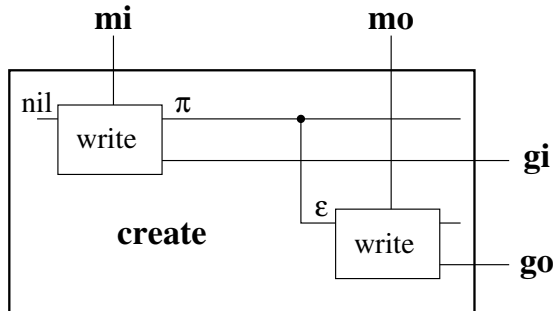 mi mo
nil π
write
gi
ε
create write
go